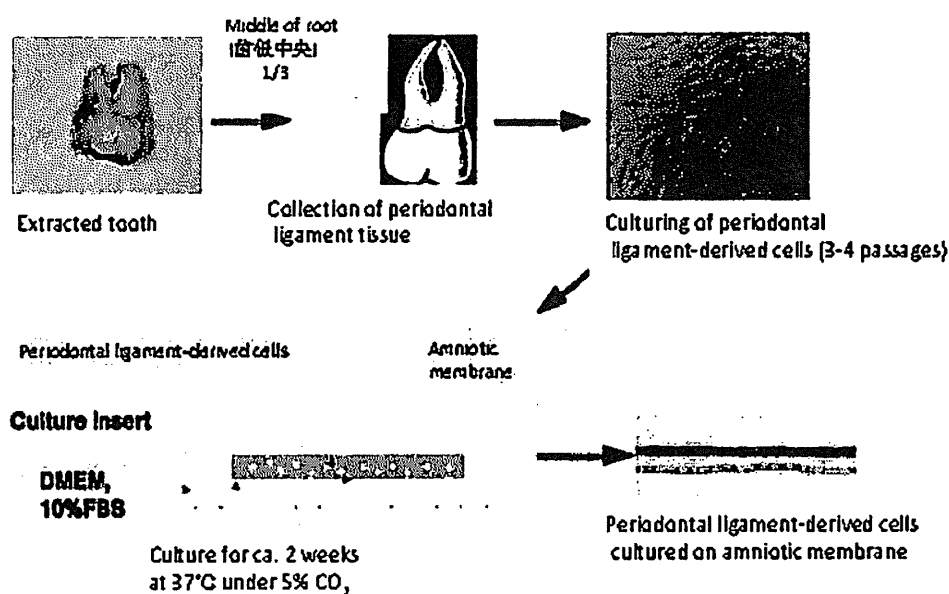 Middle of root
[歯低中央]
1/3
Extracted tooth
Collection of periodontal
ligament tissue
Culturing of periodontal
ligament-derived cells (3-4 passages)
Periodontal ligament-derived cells
Amniotic
membrane
Culture insert
DMEM,
10%FBS
Culture for ca. 2 weeks
at 37°C under 5% CO₂
Periodontal ligament-derived cells
cultured on amniotic membrane